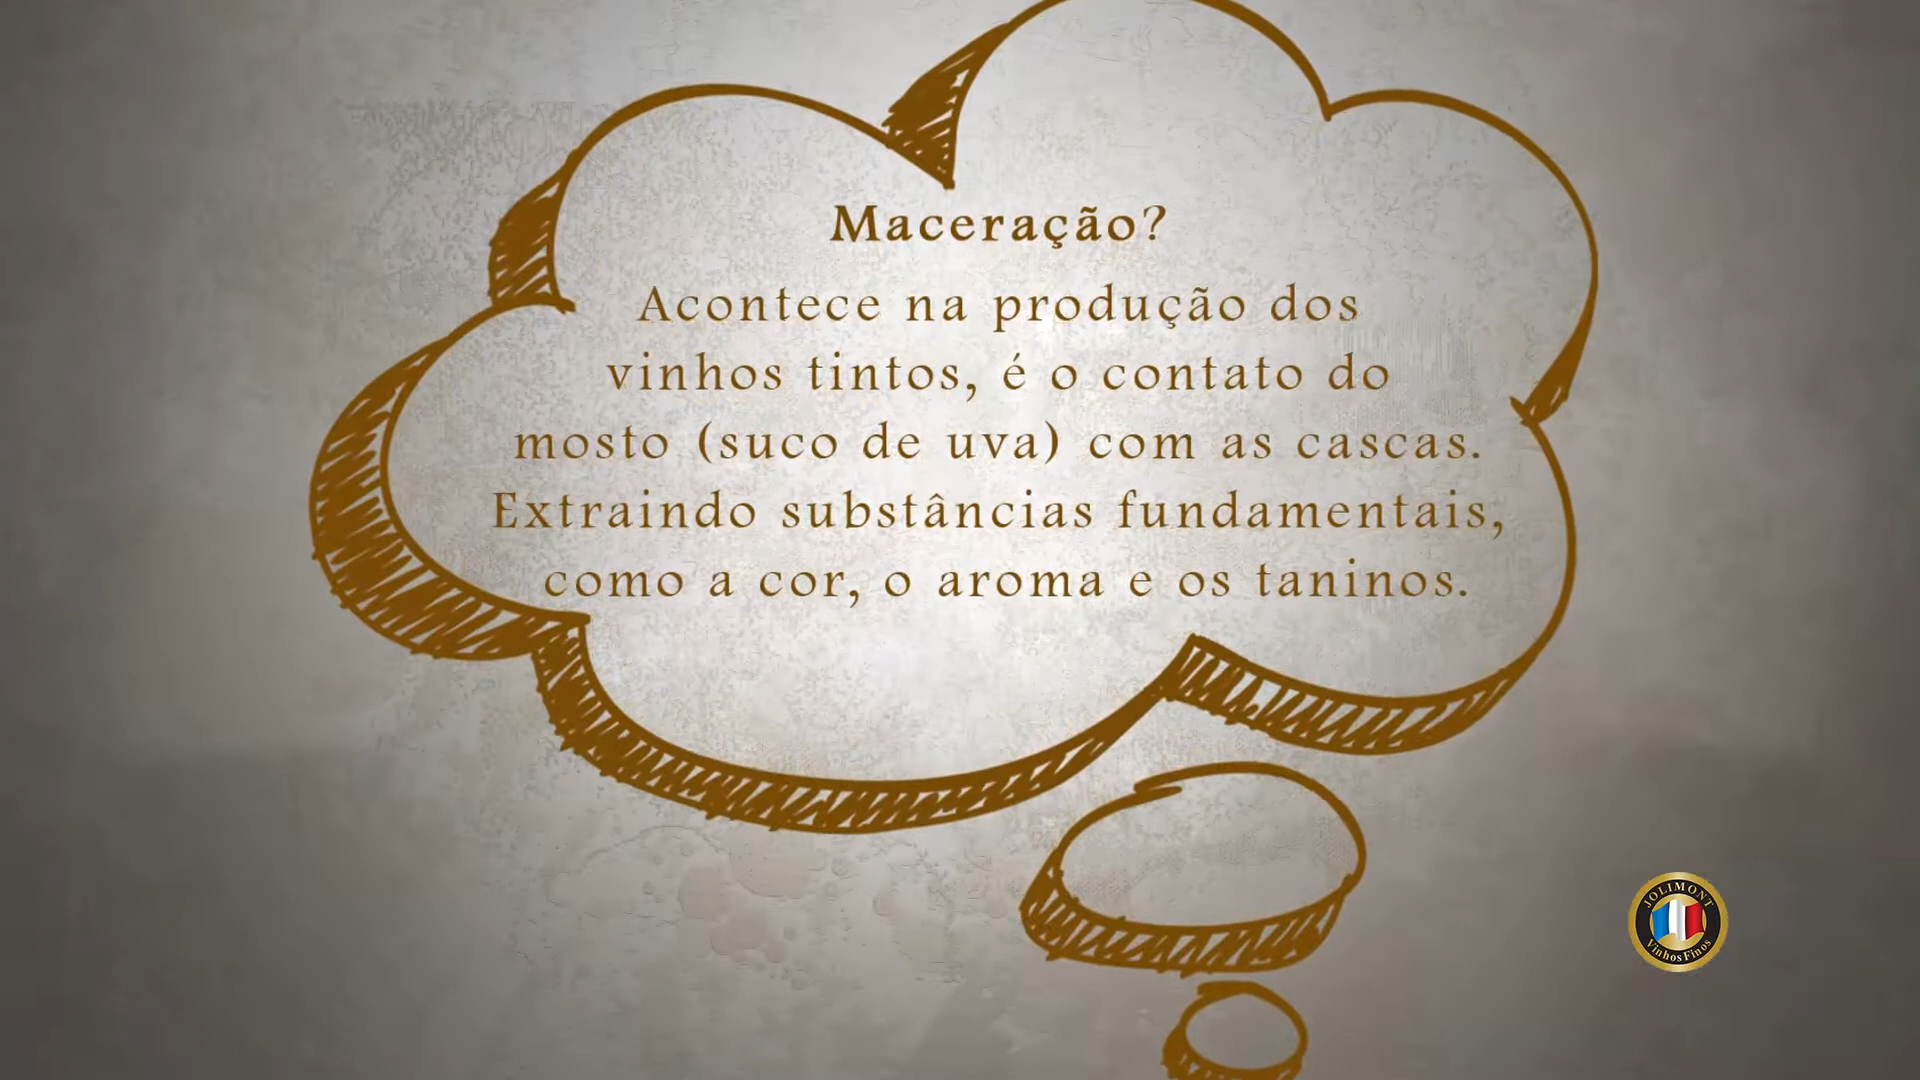 Maceração?
Acontece na produção dos
vinhos tintos, é o contato do
mosto (suco de uva) com as cascas.
Extraindo substâncias fundamentais,
como a cor, o aroma e os taninos.
JOLIMONT
Vinhos Finos